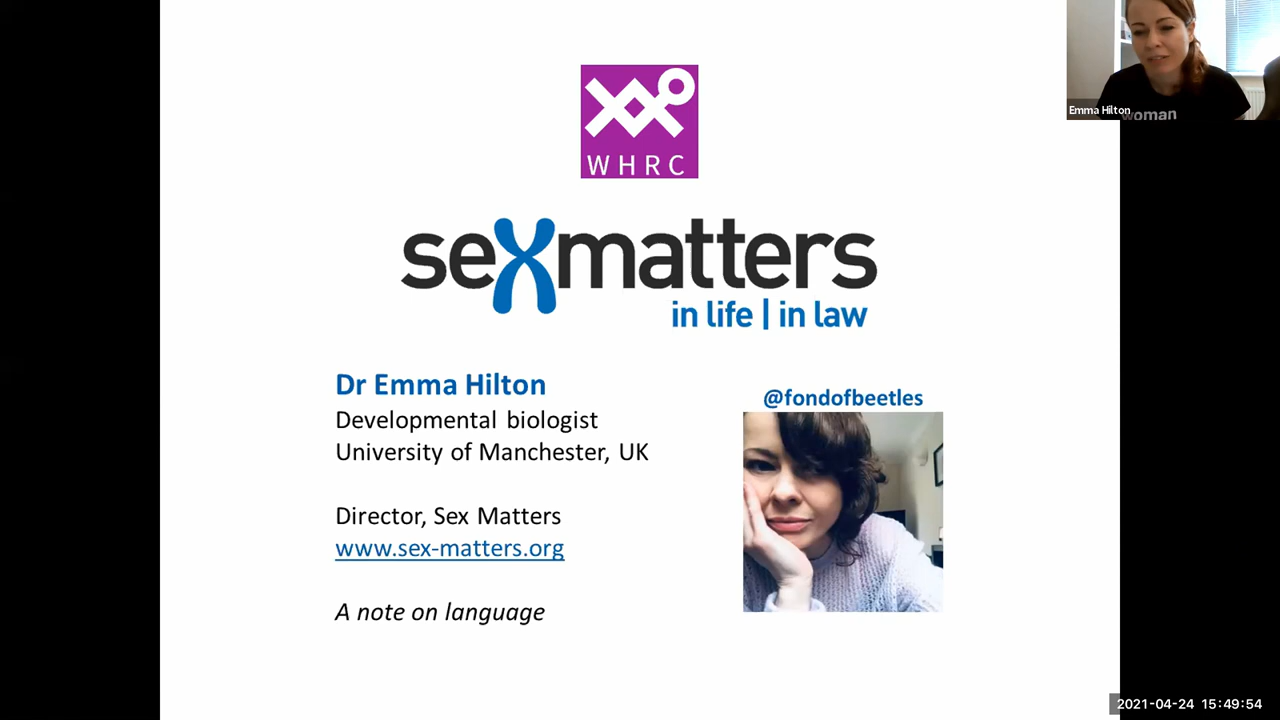 WHRC
sexmatters
in life | in law
Dr Emma Hilton
Developmental biologist
University of Manchester, UK
Director, Sex Matters
www.sex-matters.org
A note on language
@fondofbeetles
Emma Hilton
woman
2021-04-24 15:49:54